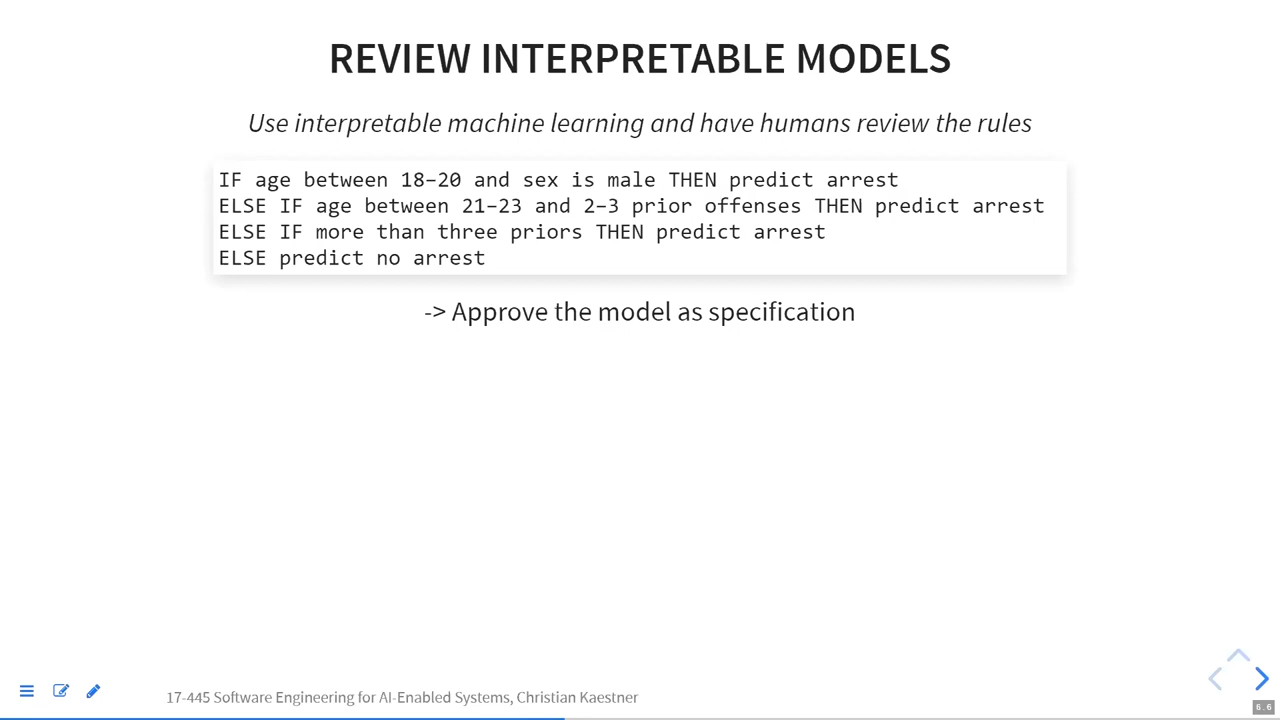 REVIEW INTERPRETABLE MODELS
Use interpretable machine learning and have humans review the rules
IF age between 18–20 and sex is male THEN predict arrest
ELSE IF age between 21–23 and 2–3 prior offenses THEN predict arrest
ELSE IF more than three priors THEN predict arrest
ELSE predict no arrest
-> Approve the model as specification
17-445 Software Engineering for AI-Enabled Systems, Christian Kaestner
6.6